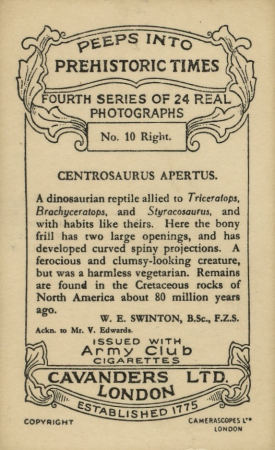 PEEPS INTO
PREHISTORIC TIMES
FOURTH SERIES OF 24 REAL
PHOTOGRAPHS
No. 10 Right.
CENTROSAURUS APERTUS.
A dinosaurian reptile allied to Triceratops,
Brachyceratops, and Styracosaurus, and
with habits like theirs. Here the bony
frill has two large openings, and has
developed curved spiny projections. A
ferocious and clumsy-looking creature,
but was a harmless vegetarian. Remains
are found in the Cretaceous rocks of
North America about 80 million years
ago.
W. E. SWINTON, B.Sc., F.Z.S.
Ackn. to Mr. V. Edwards.
ISSUED WITH
Army Club
CIGARETTES
CAVANDERS LTD.
LONDON
ESTABLISHED 1775
COPYRIGHT
CAMERASCOPES LTD
LONDON